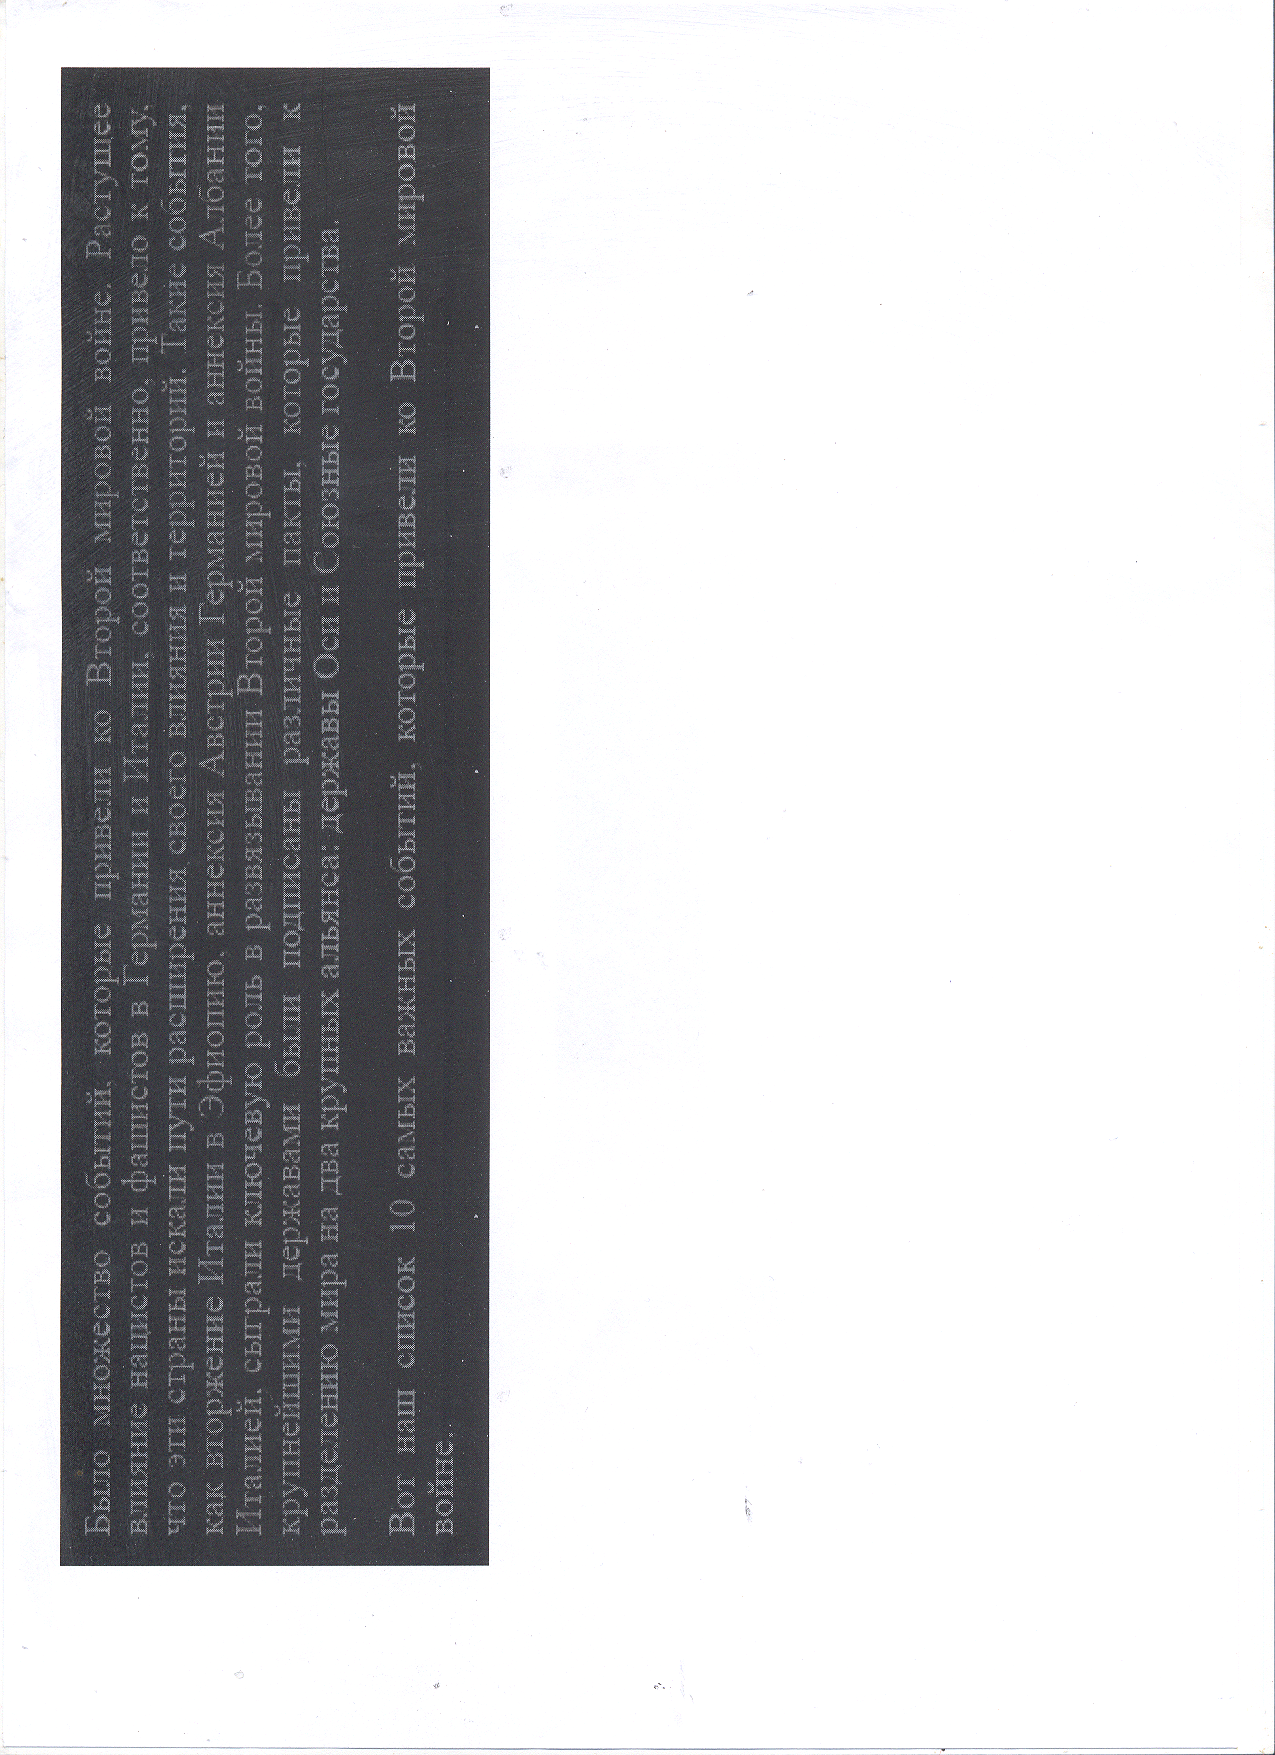 Было множество событий, которые привели ко Второй мировой войне. Растущее
влияние нацистов и фашистов в Германии и Италии, соответственно, привело к тому,
что эти страны искали пути расширения своего влияния и территорий. Такие события,
как вторжение Италии в Эфиопию, аннексия Австрии Германией и аннексия Албании
Италией, сыграли ключевую роль в развязывании Второй мировой войны. Более того,
крупнейшими державами были подписаны различные пакты, которые привели к
разделению мира на два крупных альянса: державы Оси и Союзные государства.
Вот наш список 10 самых важных событий, которые привели ко Второй мировой
войне.